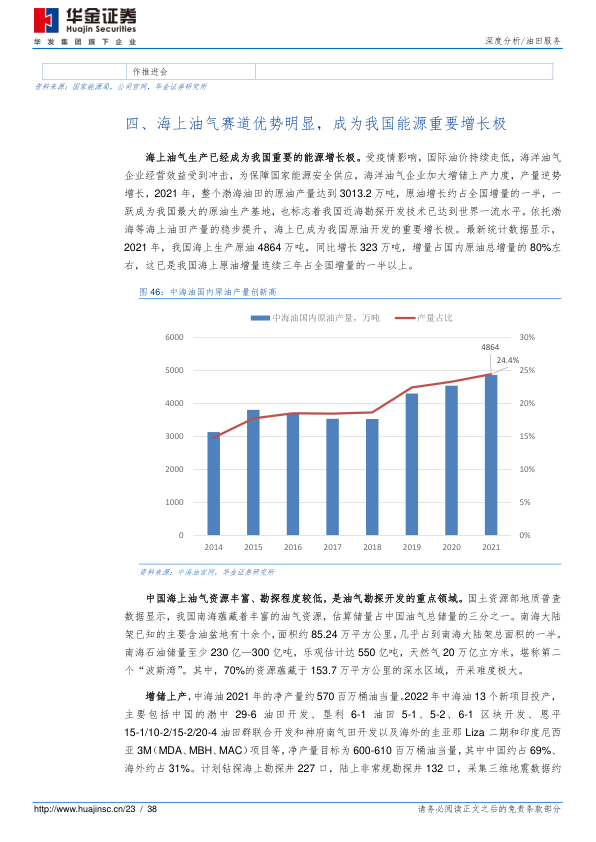 华金证券
Huajin Securities
华发集团旗下企业
深度分析/油田服务
作推进会
资料来源：国家能源局，公司官网，华金证券研究所
四、海上油气赛道优势明显，成为我国能源重要增长极
海上油气生产已经成为我国重要的能源增长极。受疫情影响，国际油价持续走低，海洋油气
企业经营效益受到冲击，为保障国家能源安全供应，海洋油气企业加大增储上产力度，产量逆势
增长，2021 年，整个渤海油田的原油产量达到 3013.2 万吨，原油增长约占全国增量的一半，一
跃成为我国最大的原油生产基地，也标志着我国近海勘探开发技术已达到世界一流水平。依托渤
海等海上油田产量的稳步提升，海上已成为我国原油开发的重要增长极。最新统计数据显示，
2021 年，我国海上生产原油 4864 万吨，同比增长 323 万吨，增量占国内原油总增量的 80%左
右，这已是我国海上原油增量连续三年占全国增量的一半以上。
图 46：中海油国内原油产量创新高
中海油国内原油产量，万吨 产量占比
6000 30%
4864
5000 25%
24.4%
4000 20%
3000 15%
2000 10%
1000 5%
0 0%
2014 2015 2016 2017 2018 2019 2020 2021
资料来源：中海油官网，华金证券研究所
中国海上油气资源丰富、勘探程度较低，是油气勘探开发的重点领域。国土资源部地质普查
数据显示，我国南海蕴藏着丰富的油气资源，估算储量占中国油气总储量的三分之一。南海大陆
架已知的主要含油盆地有十余个，面积约 85.24 万平方公里，几乎占到南海大陆架总面积的一半。
南海石油储量至少 230 亿—300 亿吨，乐观估计达 550 亿吨，天然气 20 万亿立方米，堪称第二
个“波斯湾”。其中，70%的资源蕴藏于 153.7 万平方公里的深水区域，开采难度极大。
增储上产，中海油 2021 年的净产量约 570 百万桶油当量。2022 年中海油 13 个新项目投产，
主要包括中国的渤中 29-6 油田开发、垦利 6-1 油田 5-1、5-2、6-1 区块开发、恩平
15-1/10-2/15-2/20-4 油田群联合开发和神府南气田开发以及海外的圭亚那 Liza 二期和印度尼西
亚 3M（MDA、MBH、MAC）项目等，净产量目标为 600-610 百万桶油当量，其中中国约占 69%、
海外约占 31%。计划钻探海上勘探井 227 口，陆上非常规勘探井 132 口，采集三维地震数据约
http://www.huajinsc.cn/23 / 38
请务必阅读正文之后的免责条款部分